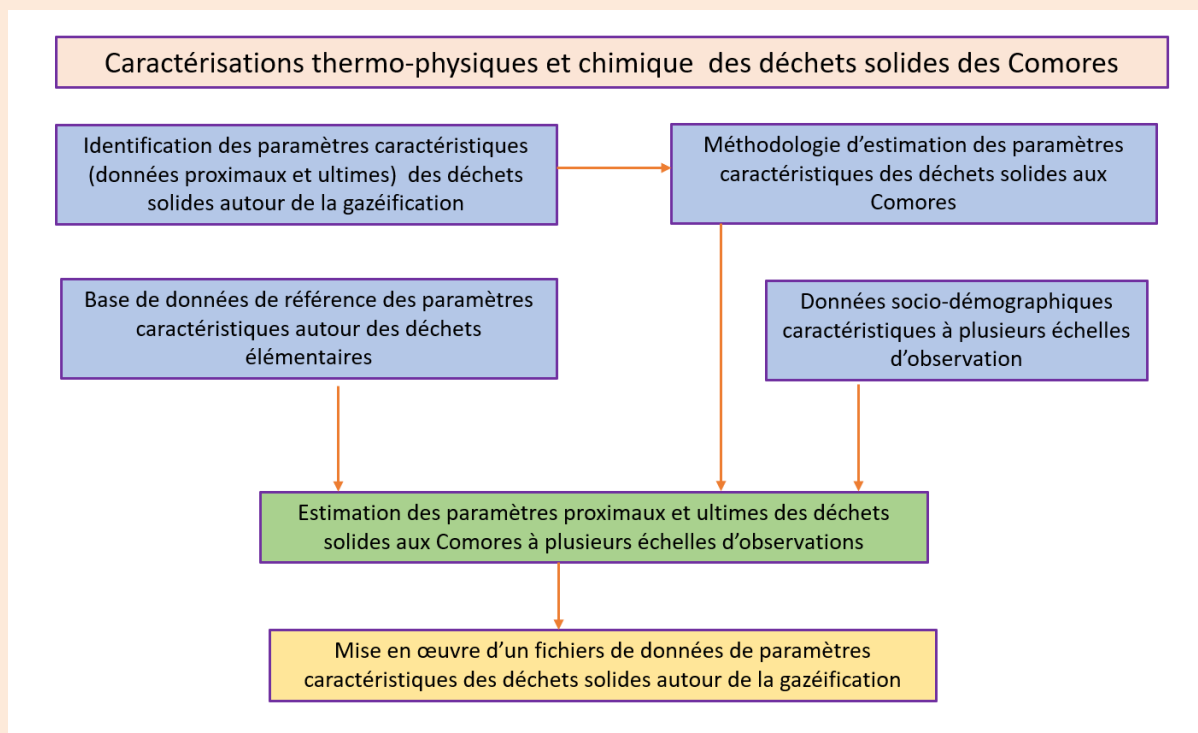 Caractérisations thermo-physiques et chimique  des déchets solides des Comores
Identification des paramètres caractéristiques
(données proximaux et ultimes)  des déchets
solides autour de la gazéification
Méthodologie d’estimation des paramètres
caractéristiques des déchets solides aux
Comores
Base de données de référence des paramètres
caractéristiques autour des déchets
élémentaires
Données socio-démographiques
caractéristiques à plusieurs échelles
d’observation
Estimation des paramètres proximaux et ultimes des déchets
solides aux Comores à plusieurs échelles d’observations
Mise en œuvre d’un fichiers de données de paramètres
caractéristiques des déchets solides autour de la gazéification